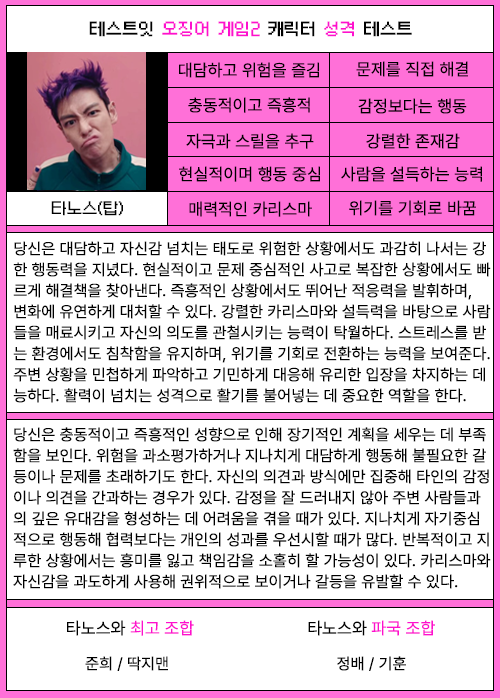 테스트잇 오징어 게임2 캐릭터 성격 테스트
대담하고 위험을 즐김
문제를 직접 해결
충동적이고 즉흥적
감정보다는 행동
자극과 스릴을 추구
강렬한 존재감
현실적이며 행동 중심
사람을 설득하는 능력
타노스(탑)
매력적인 카리스마
위기를 기회로 바꿈
당신은 대담하고 자신감 넘치는 태도로 위험한 상황에서도 과감히 나서는 강
한 행동력을 지녔다. 현실적이고 문제 중심적인 사고로 복잡한 상황에서도 빠
르게 해결책을 찾아낸다. 즉흥적인 상황에서도 뛰어난 적응력을 발휘하며,
변화에 유연하게 대처할 수 있다. 강렬한 카리스마와 설득력을 바탕으로 사람
들을 매료시키고 자신의 의도를 관철시키는 능력이 탁월하다. 스트레스를 받
는 환경에서도 침착함을 유지하며, 위기를 기회로 전환하는 능력을 보여준다.
주변 상황을 민첩하게 파악하고 기민하게 대응해 유리한 입장을 차지하는 데
능하다. 활력이 넘치는 성격으로 활기를 불어넣는 데 중요한 역할을 한다.
당신은 충동적이고 즉흥적인 성향으로 인해 장기적인 계획을 세우는 데 부족
함을 보인다. 위험을 과소평가하거나 지나치게 대담하게 행동해 불필요한 갈
등이나 문제를 초래하기도 한다. 자신의 의견과 방식에만 집중해 타인의 감정
이나 의견을 간과하는 경우가 있다. 감정을 잘 드러내지 않아 주변 사람들과
의 깊은 유대감을 형성하는 데 어려움을 겪을 때가 있다. 지나치게 자기중심
적으로 행동해 협력보다는 개인의 성과를 우선시할 때가 많다. 반복적이고 지
루한 상황에서는 흥미를 잃고 책임감을 소홀히 할 가능성이 있다. 카리스마와
자신감을 과도하게 사용해 권위적으로 보이거나 갈등을 유발할 수 있다.
타노스와 최고 조합
타노스와 파국 조합
준희 / 딱지맨
정배 / 기훈